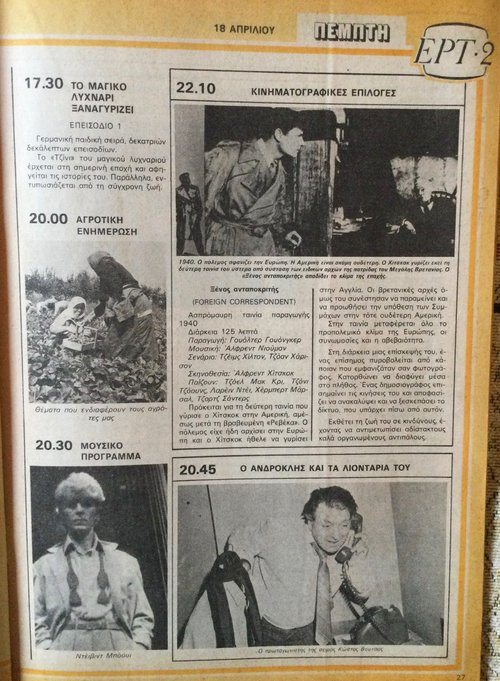 18 ΑΠΡΙΛΙΟΥ
ΠΕΜΠΤΗ
ΕΡΤ·2
17.30 ΤΟ ΜΑΓΙΚΟ
ΛΥΧΝΑΡΙ
ΞΑΝΑΓΥΡΙΖΕΙ
ΕΠΕΙΣΟΔΙΟ 1
Γερμανική παιδική σειρά, δεκατριών
δεκάλεπτων επεισοδίων.
Το «Τζίνι» του μαγικού λυχναριού
έρχεται στη σημερινή εποχή και αφη-
γείται τις ιστορίες του. Παράλληλα, εν-
τυπωσιάζεται από τη σύγχρονη ζωή.
20.00 ΑΓΡΟΤΙΚΗ
ΕΝΗΜΕΡΩΣΗ
Θέματα που ενδιαφέρουν τους αγρό-
τες μας
20.30 ΜΟΥΣΙΚΟ
ΠΡΟΓΡΑΜΜΑ
Ντέιβιντ Μπόουι
22.10 ΚΙΝΗΜΑΤΟΓΡΑΦΙΚΕΣ ΕΠΙΛΟΓΕΣ
1940. Ο πόλεμος αφανίζει την Ευρώπη. Η Αμερική είναι ακόμη ουδέτερη. Ο Χίτσκοκ γυρίζει εκεί τη
δεύτερη ταινία του ύστερα από σύσταση των ειδικών αρχών της πατρίδας του Μεγάλης Βρετανίας. Ο
«Ξένος ανταποκριτής» αποδίδει το κλίμα της εποχής.
Ξένος ανταποκριτής
(FOREIGN CORRESPONDENT)
Ασπρόμαυρη ταινία παραγωγής
1940
Διάρκεια 125 λεπτά
Παραγωγή: Γουόλτερ Γουόνγκερ
Μουσική: Άλφρεντ Νιούμαν
Σενάριο: Τζέιμς Χίλτον, Τζόαν Χάρι-
σον
Σκηνοθεσία: Άλφρεντ Χίτσκοκ
Παίζουν: Τζόελ Μακ Κρι, Τζόνι
Τζόουνς, Λαρέιν Ντέι, Χέρμπερτ Μάρ-
σαλ, Τζορτζ Σάντερς
Πρόκειται για τη δεύτερη ταινία που
γύρισε ο Χίτσκοκ στην Αμερική, αμέ-
σως μετά τη βραβευμένη «Ρεβέκα». Ο
πόλεμος είχε ήδη αρχίσει στην Ευρώ-
πη και ο Χίτσκοκ ήθελε να γυρίσει
στην Αγγλία. Οι Βρετανικές αρχές όμως
του συνέστησαν να παραμείνει και
να προωθήσει την υπόθεση των Συμ-
μάχων στην τότε ουδέτερη Αμερική.
Στην ταινία μεταφέρεται όλο το
προπολεμικό κλίμα της Ευρώπης, οι
συνωμοσίες και η αβεβαιότητα.
Στη διάρκεια μιας επίσκεψής του, έ-
νας επίσημος πυροβολείται από κά-
ποιον που εμφανιζόταν σαν φωτογρά-
φος. Κατορθώνει να διαφύγει μέσα
στο πλήθος. Ένας δημοσιογράφος επι-
σημαίνει τις κινήσεις του και αποφασί-
ζει να ανακαλύψει και να ξεσκεπάσει το
δίκτυο, που υπάρχει πίσω από αυτόν.
Εκθέτει τη ζωή του σε κινδύνους, έ-
χοντας να αντιμετωπίσει αδίστακτους
καλά οργανωμένους αντιπάλους.
20.45 Ο ΑΝΔΡΟΚΛΗΣ ΚΑΙ ΤΑ ΛΙΟΝΤΑΡΙΑ ΤΟΥ
Ο πρωταγωνιστής της σειράς Κώστας Βουτσάς
27